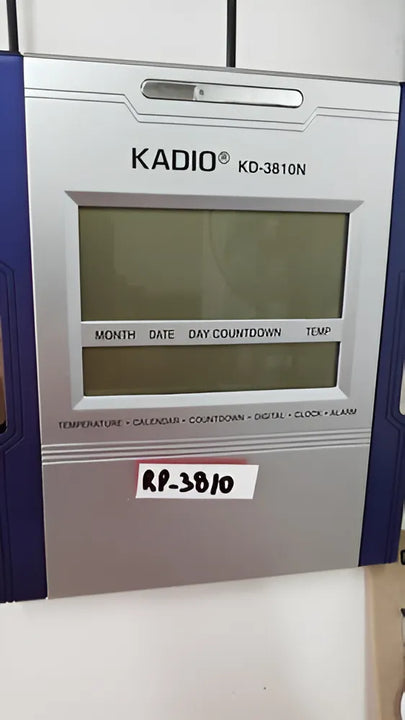 KADIO® KD-3810N
MONTH DATE DAY COUNTDOWN TEMP
TEMPERATURE • CALENDAR • COUNTDOWN • DIGITAL • CLOCK • ALARM
RP-3810